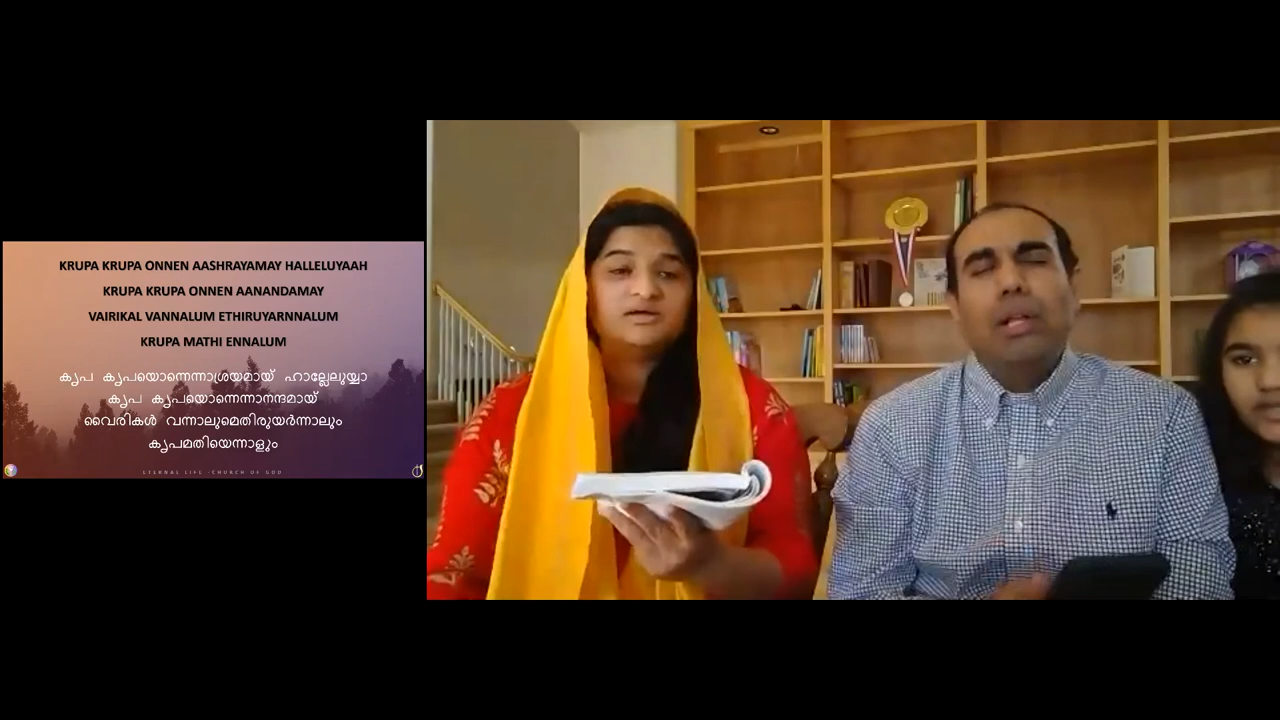 KRUPA KRUPA ONNEN AASHRAYAMAY HALLELUYAAH
KRUPA KRUPA ONNEN AANANDAMAY
VAIRIKAL VANNALUM ETHIRUYARNNALUM
KRUPA MATHI ENNALUM
കൃപ കൃപയൊന്നെന്നാശ്രയമായ് ഹാല്ലേലുയ്യാ
കൃപ കൃപയൊന്നെന്നാനന്ദമായ്
വൈരികൾ വന്നാലുമെതിരുയർന്നാലും
കൃപമതിയെന്നാളും
ETERNAL LIFE - CHURCH OF GOD